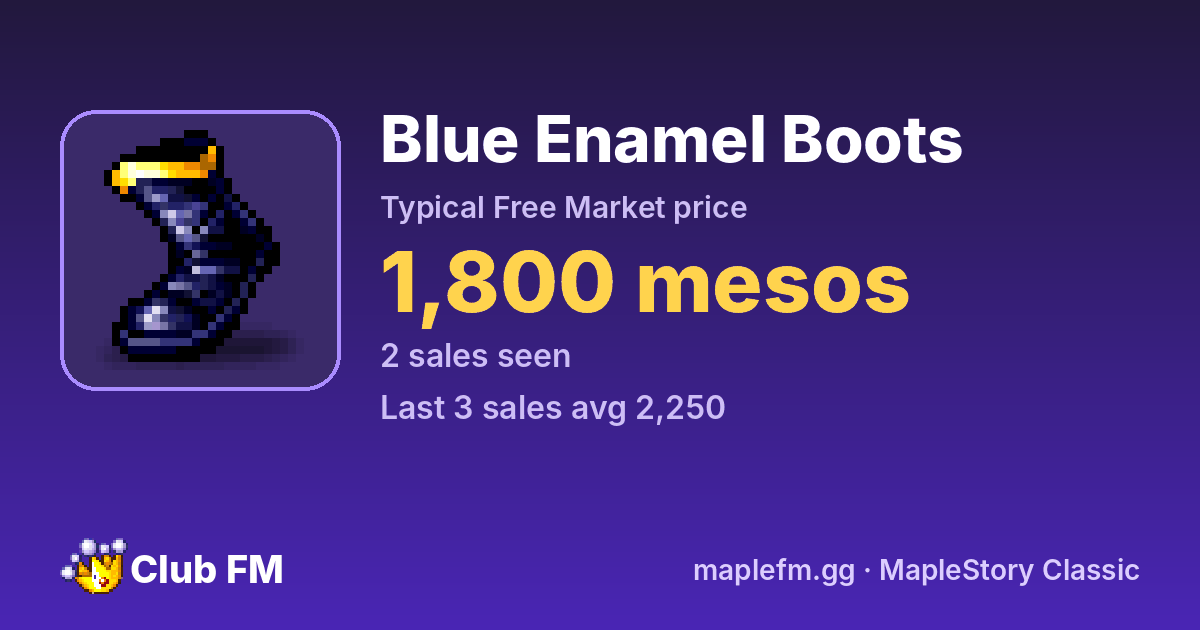 Blue Enamel Boots
Typical Free Market price
1,800 mesos
2 sales seen
Last 3 sales avg 2,250
Club FM
maplefm.gg · MapleStory Classic